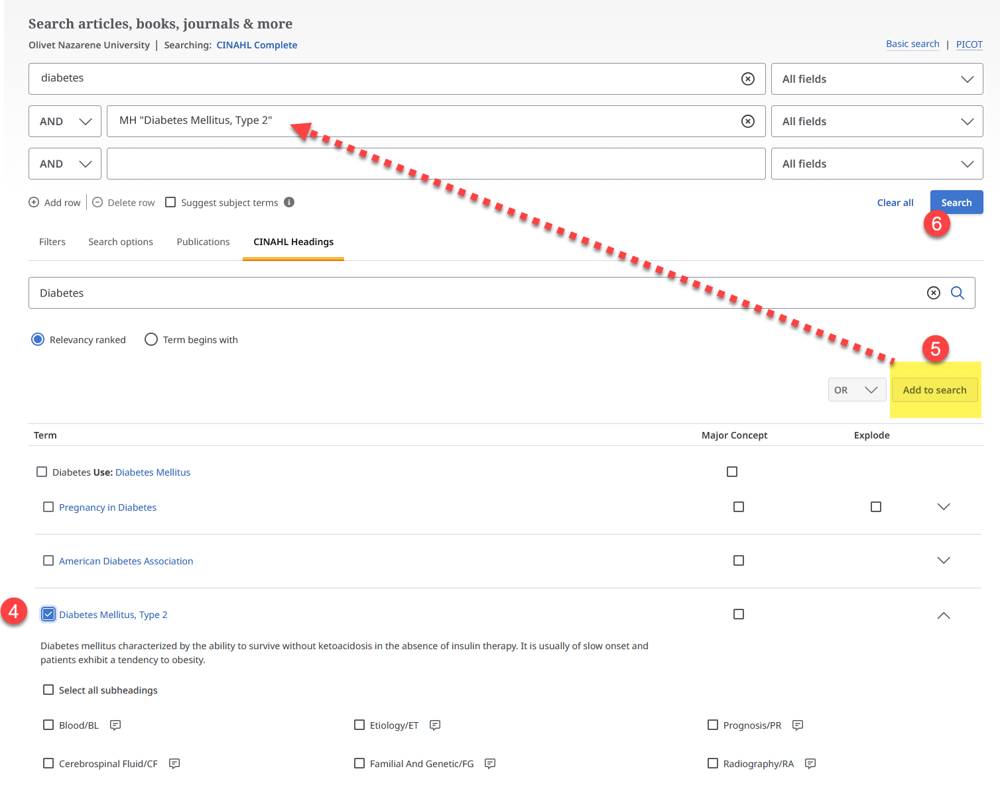 Search articles, books, journals & more
Olivet Nazarene University | Searching: CINAHL Complete
Basic search | PICOT
diabetes
All fields
AND
MH "Diabetes Mellitus, Type 2"
All fields
AND
All fields
Add row
Delete row
Suggest subject terms
Clear all
Search
6
Filters
Search options
Publications
CINAHL Headings
Diabetes
Relevancy ranked
Term begins with
5
OR
Add to search
Term
Major Concept
Explode
Diabetes Use: Diabetes Mellitus
Pregnancy in Diabetes
American Diabetes Association
4
Diabetes Mellitus, Type 2
Diabetes mellitus characterized by the ability to survive without ketoacidosis in the absence of insulin therapy. It is usually of slow onset and
patients exhibit a tendency to obesity.
Select all subheadings
Blood/BL
Etiology/ET
Prognosis/PR
Cerebrospinal Fluid/CF
Familial And Genetic/FG
Radiography/RA